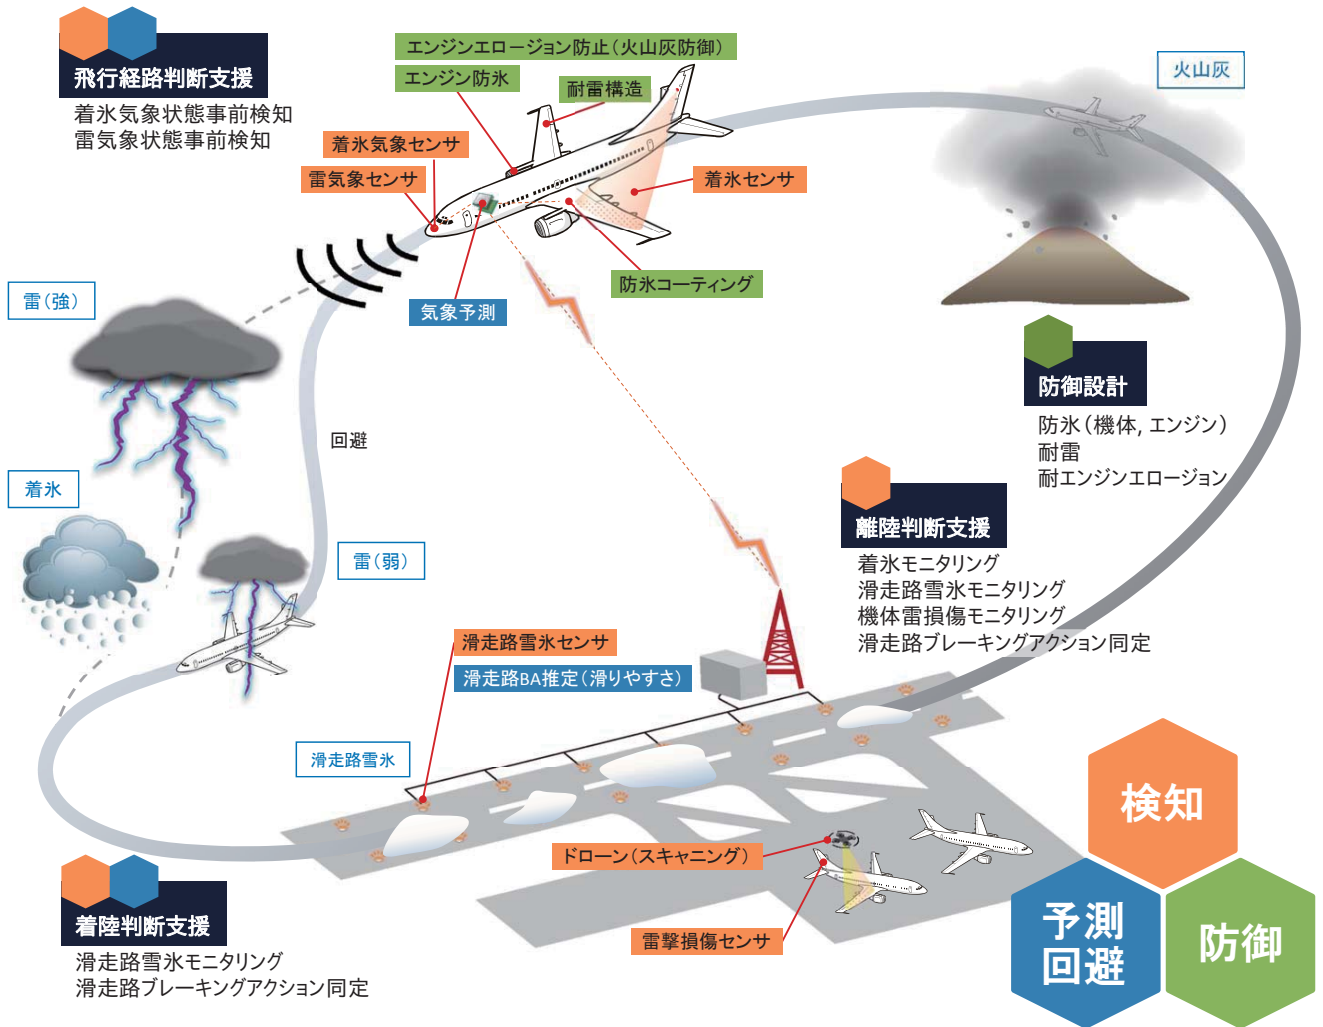 飛行経路判断支援
着氷気象状態事前検知
雷気象状態事前検知
エンジンエロージョン防止(火山灰防御)
エンジン防氷
耐雷構造
着氷気象センサ
雷気象センサ
着氷センサ
防氷コーティング
気象予測
火山灰
雷(強)
回避
着氷
雷(弱)
防御設計
防氷(機体, エンジン)
耐雷
耐エンジンエロージョン
離陸判断支援
着氷モニタリング
滑走路雪氷モニタリング
機体雷損傷モニタリング
滑走路ブレーキングアクション同定
滑走路雪氷センサ
滑走路BA推定(滑りやすさ)
滑走路雪氷
ドローン(スキャニング)
雷撃損傷センサ
着陸判断支援
滑走路雪氷モニタリング
滑走路ブレーキングアクション同定
検知
予測
回避
防御